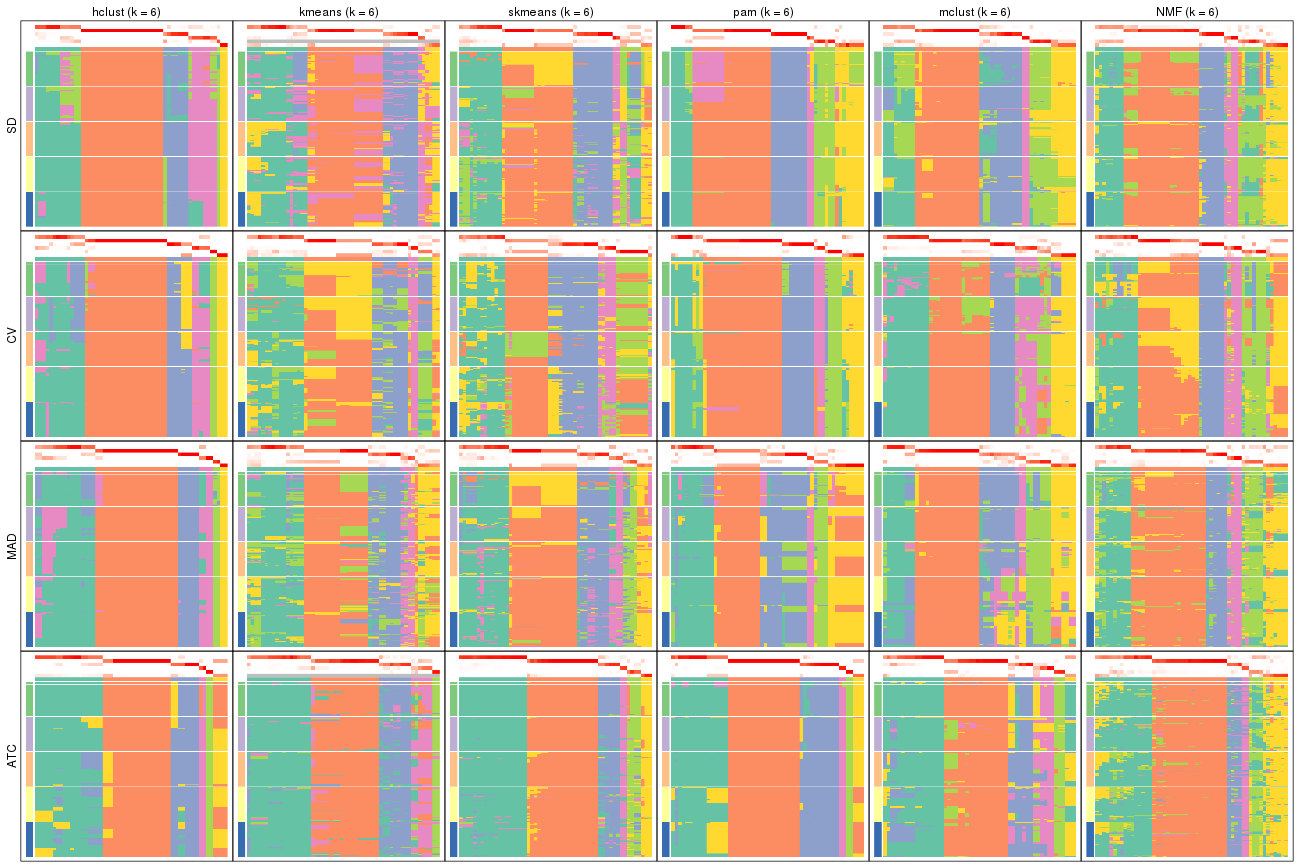 hclust (k = 6)
kmeans (k = 6)
skmeans (k = 6)
pam (k = 6)
mclust (k = 6)
NMF (k = 6)
SD
CV
MAD
ATC